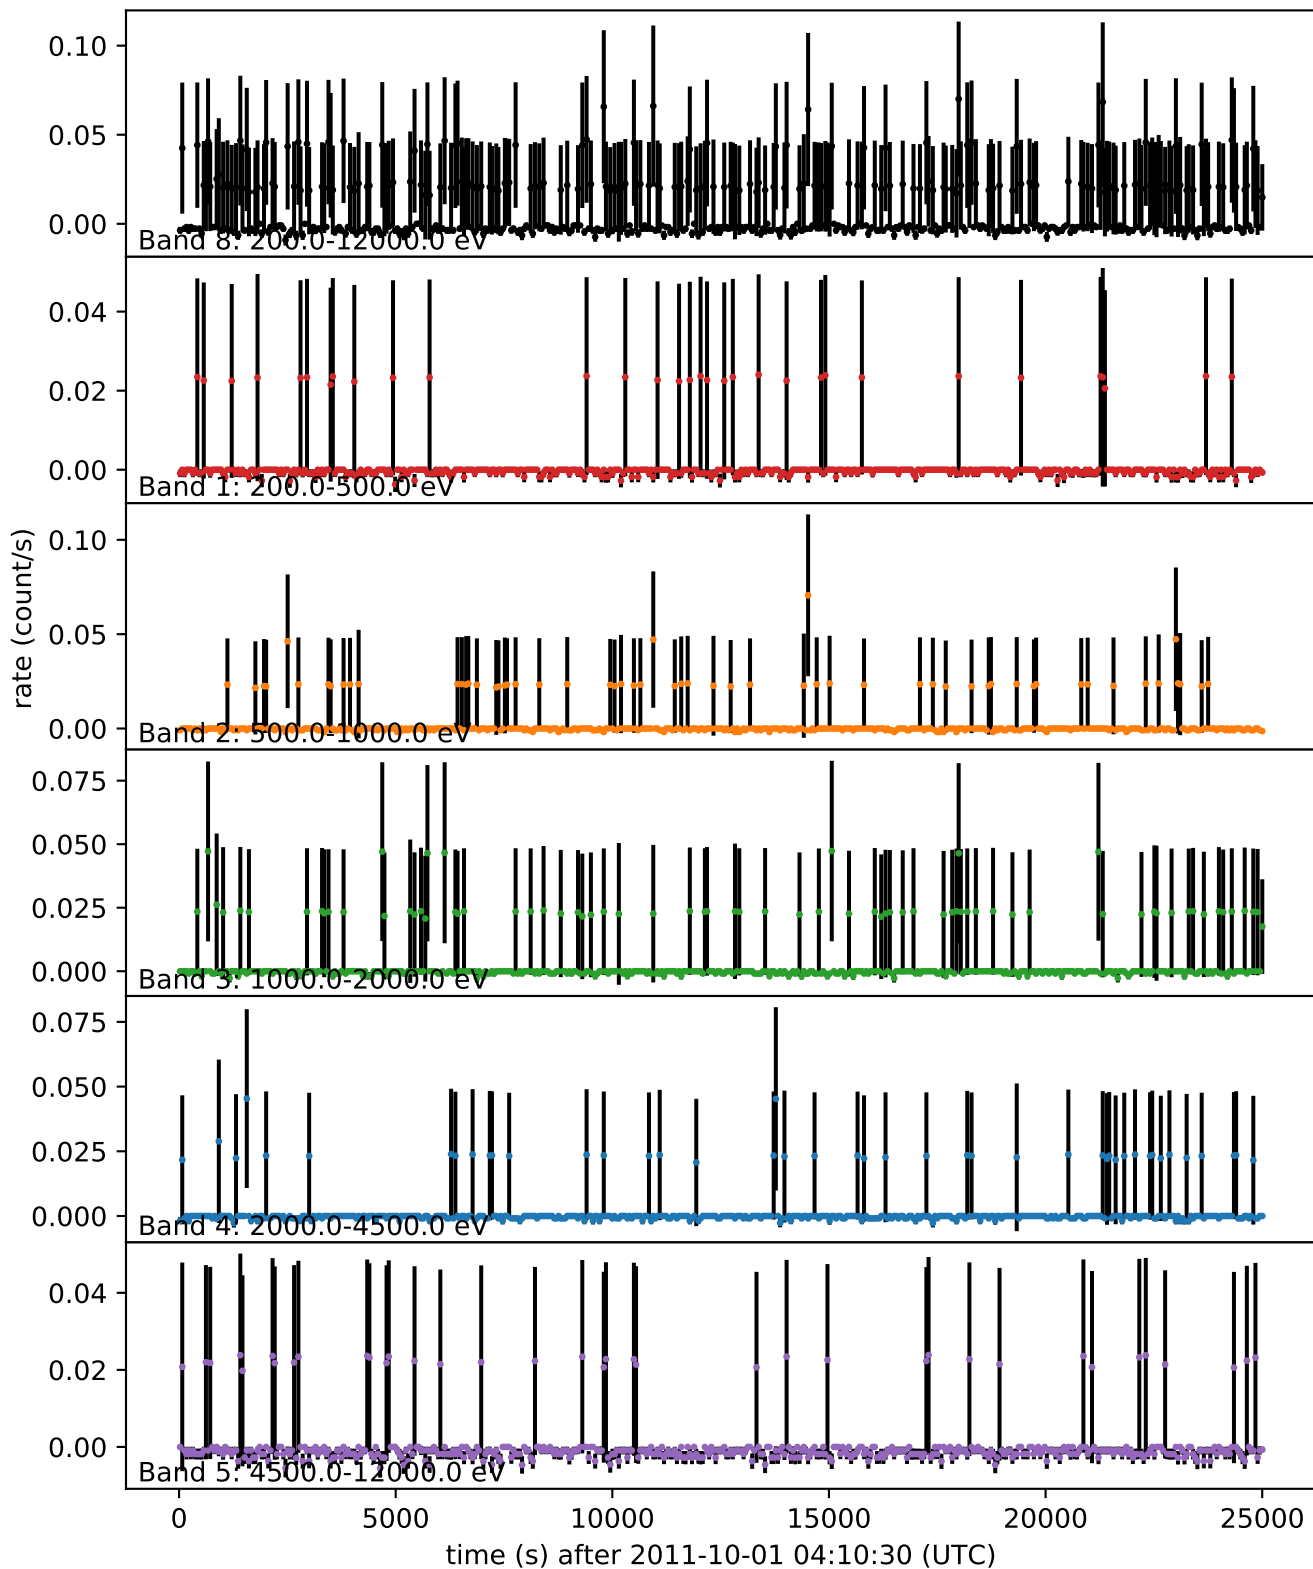 0.10
0.05
0.00
Band 8: 200.0-12000.0 eV
0.04
0.02
0.00
Band 1: 200.0-500.0 eV
rate (count/s)
0.10
0.05
0.00
Band 2: 500.0-1000.0 eV
0.075
0.050
0.025
0.000
Band 3: 1000.0-2000.0 eV
0.075
0.050
0.025
0.000
Band 4: 2000.0-4500.0 eV
0.04
0.02
0.00
Band 5: 4500.0-12000.0 eV
0 5000 10000 15000 20000 25000
time (s) after 2011-10-01 04:10:30 (UTC)